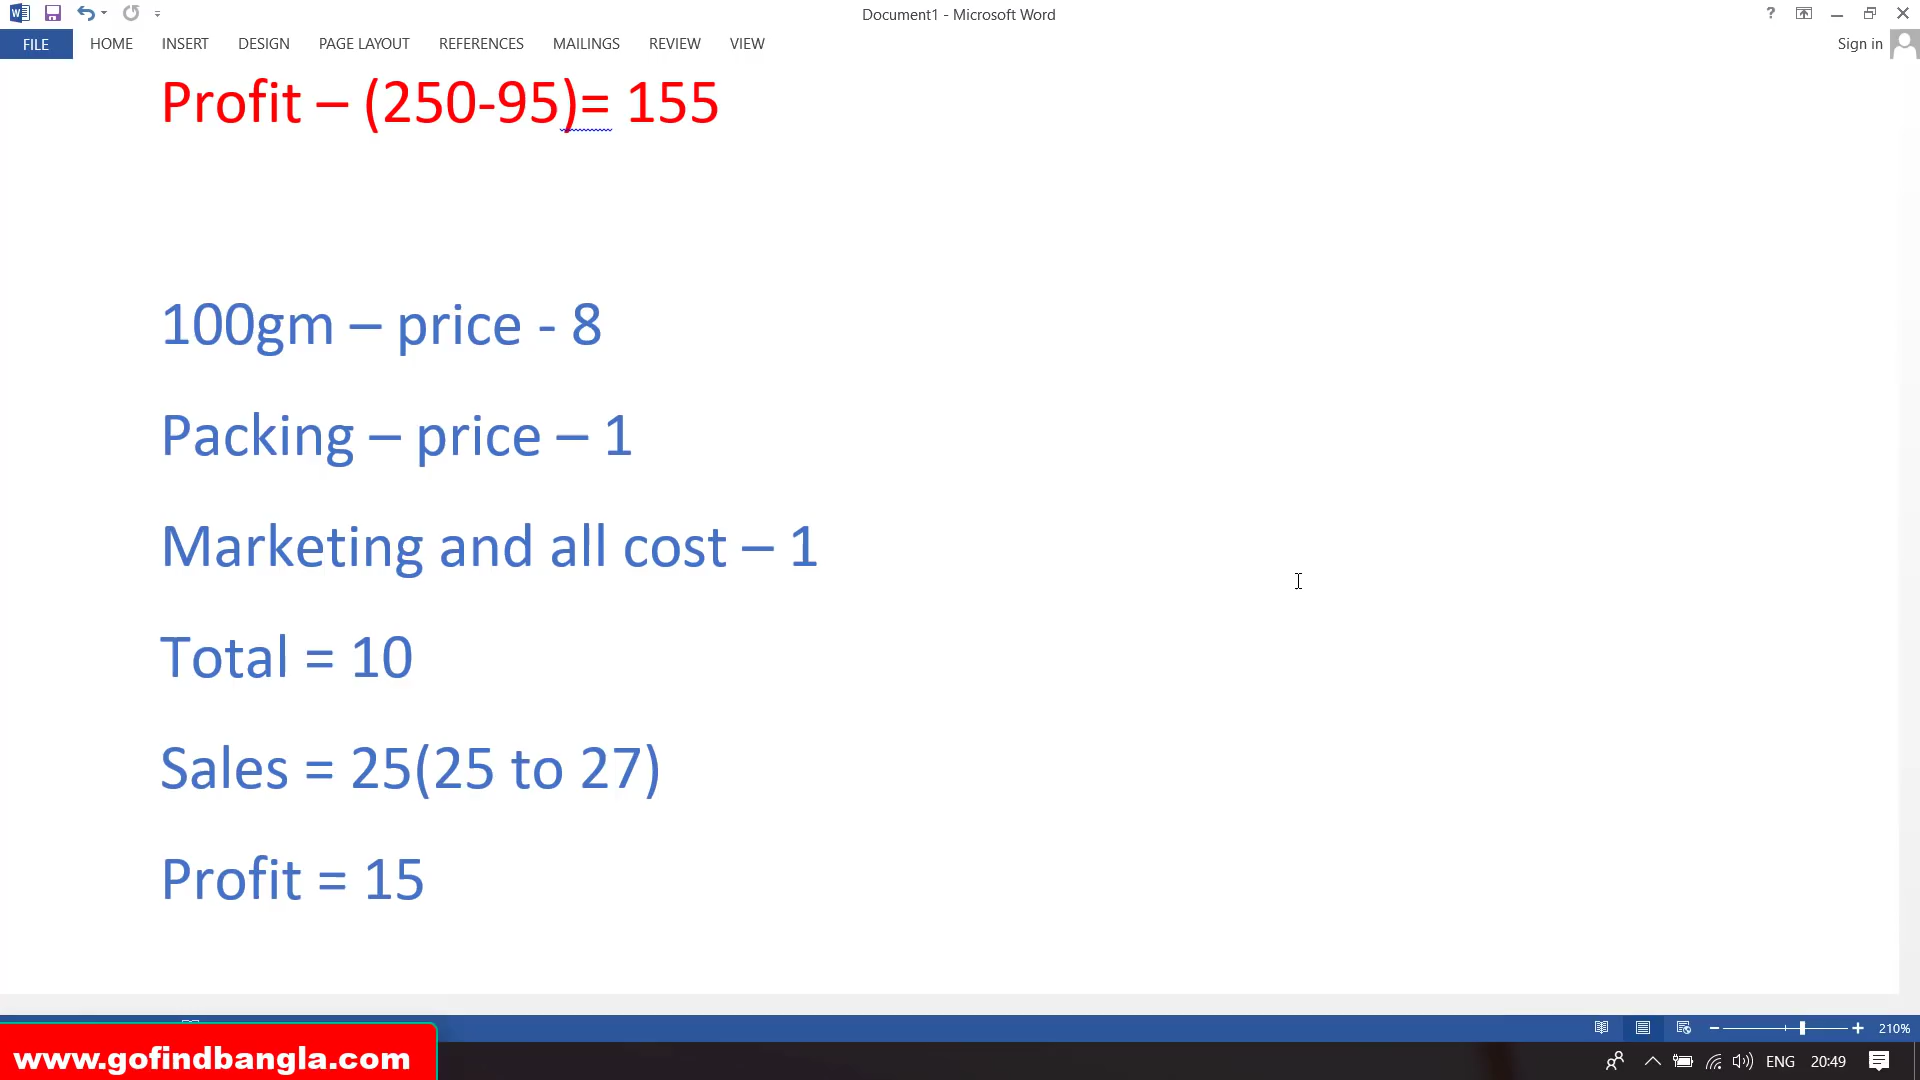 Document1 - Microsoft Word
?
FILE HOME INSERT DESIGN PAGE LAYOUT REFERENCES MAILINGS REVIEW VIEW Sign in
Profit – (250-95)= 155
100gm – price - 8
Packing – price – 1
Marketing and all cost – 1
Total = 10
Sales = 25(25 to 27)
Profit = 15
210%
www.gofindbangla.com
ENG 20:49